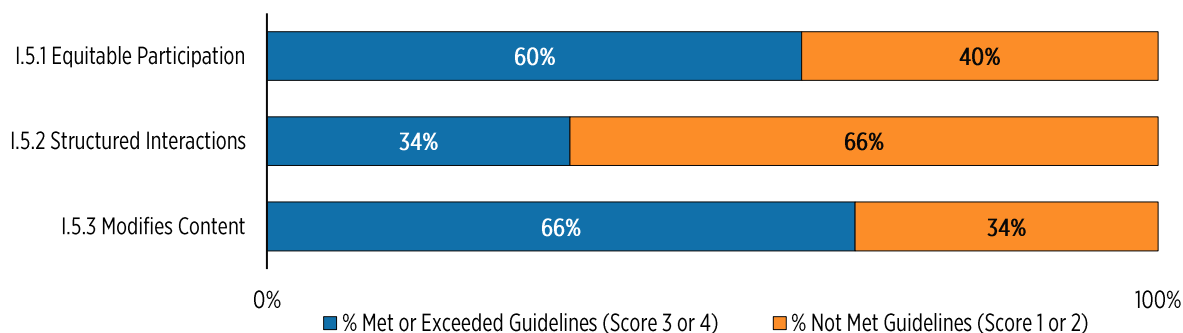 I.5.1 Equitable Participation
60%
40%
I.5.2 Structured Interactions
34%
66%
I.5.3 Modifies Content
66%
34%
0%
100%
% Met or Exceeded Guidelines (Score 3 or 4)
% Not Met Guidelines (Score 1 or 2)